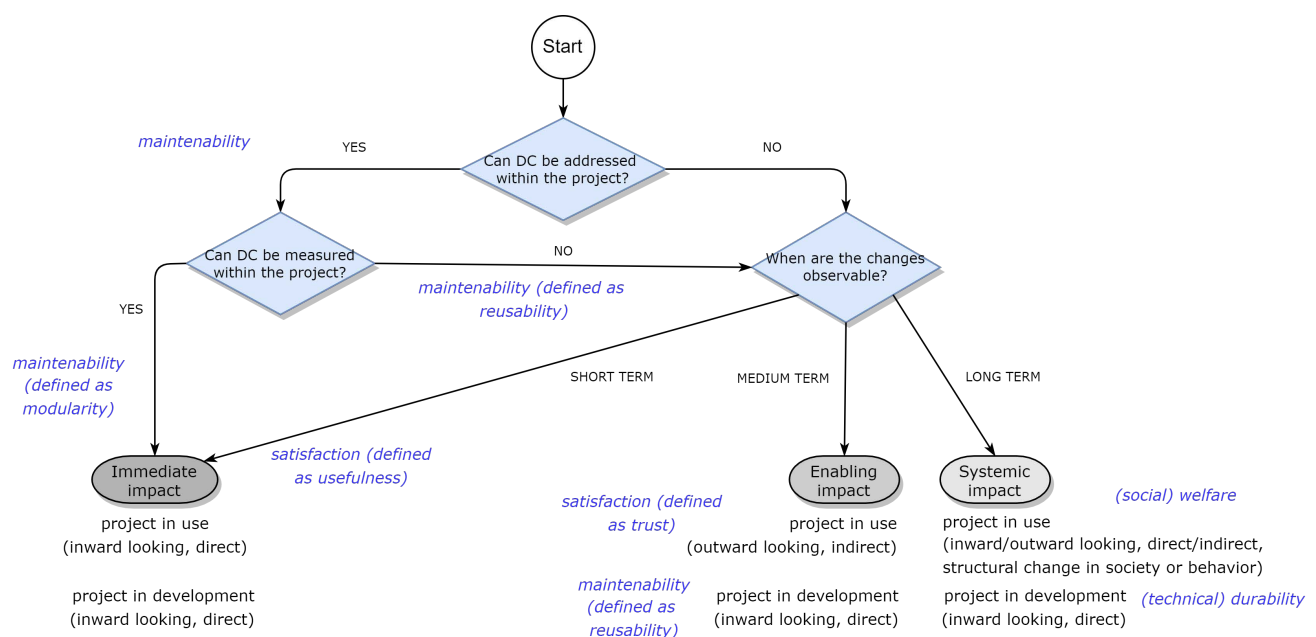 Start
maintenability
YES
NO
Can DC be addressed
within the project?
Can DC be measured
within the project?
NO
When are the changes
observable?
maintenability (defined as
reusability)
YES
maintenability
(defined as
modularity)
SHORT TERM
MEDIUM TERM
LONG TERM
satisfaction (defined
as usefulness)
Immediate
impact
Enabling
impact
Systemic
impact
(social) welfare
satisfaction (defined
as trust)
project in use
(inward looking, direct)
project in use
(outward looking, indirect)
project in use
(inward/outward looking, direct/indirect,
structural change in society or behavior)
project in development
(inward looking, direct)
maintenability
(defined as
reusability)
project in development
(inward looking, direct)
project in development
(inward looking, direct)
(technical) durability